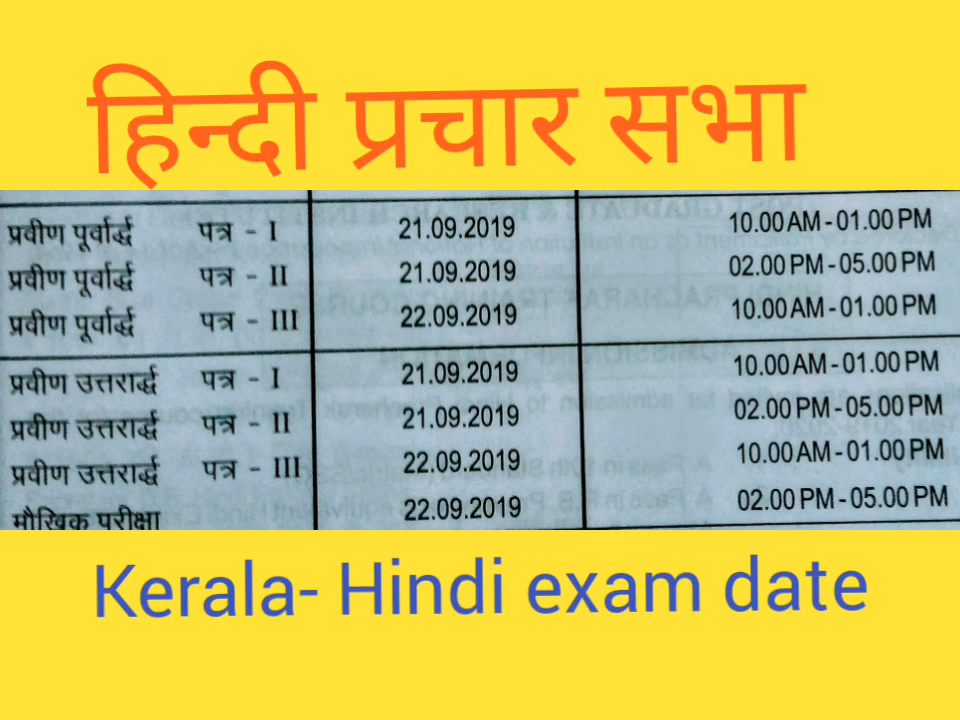 हिन्दी प्रचार सभा
प्रवीण पूर्वार्द्ध पत्र - I 21.09.2019 10.00 AM - 01.00 PM
प्रवीण पूर्वार्द्ध पत्र - II 21.09.2019 02.00 PM - 05.00 PM
प्रवीण पूर्वार्द्ध पत्र - III 22.09.2019 10.00 AM - 01.00 PM
प्रवीण उत्तरार्द्ध पत्र - I 21.09.2019 10.00 AM - 01.00 PM
प्रवीण उत्तरार्द्ध पत्र - II 21.09.2019 02.00 PM - 05.00 PM
प्रवीण उत्तरार्द्ध पत्र - III 22.09.2019 10.00 AM - 01.00 PM
मौखिक परीक्षा 22.09.2019 02.00 PM - 05.00 PM
Kerala- Hindi exam date